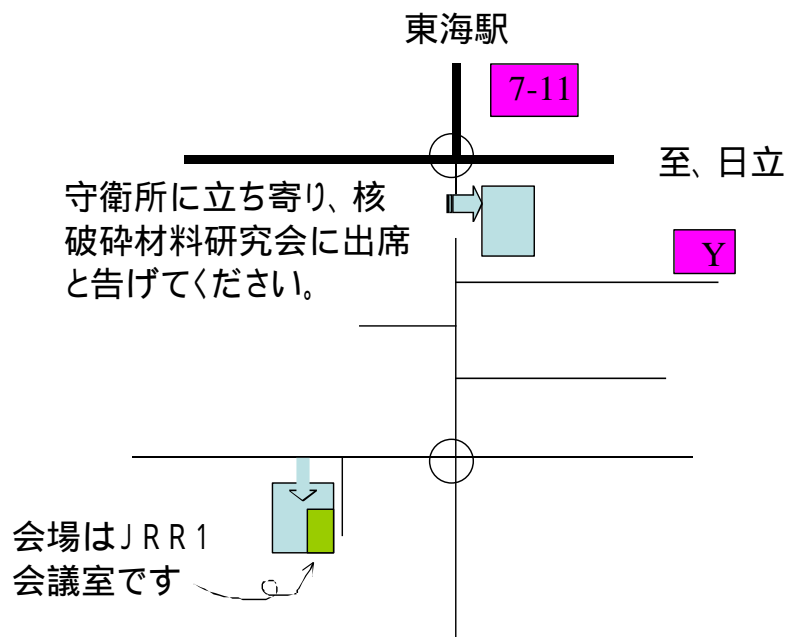 東海駅
7-11
至、日立
守衛所に立ち寄り、核
破砕材料研究会に出席
と告げてください。
Y
会場はＪＲＲ１
会議室です